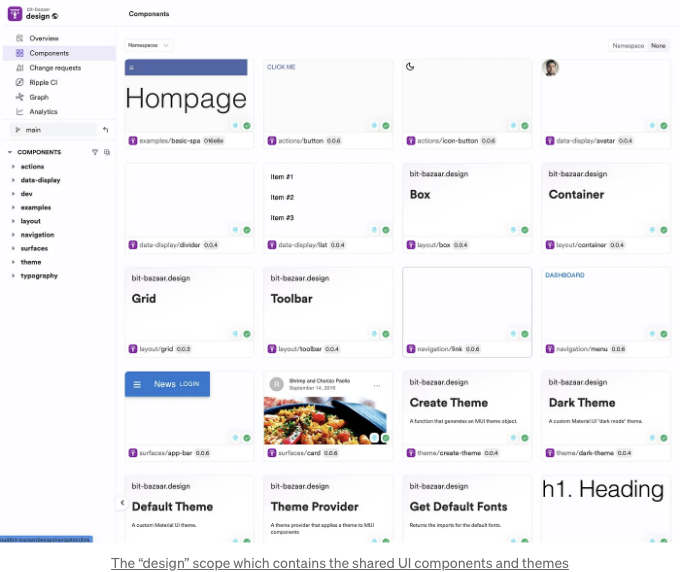 bit-bazaar
design
Components
Overview
Components
Change requests
Ripple CI
Graph
Analytics
main
COMPONENTS
actions
data-display
dev
examples
layout
navigation
surfaces
theme
typography
Namespaces
Namespace None
Hompage
examples/basic-spa
CLICK ME
actions/button 0.0.6
actions/icon-button 0.0.6
data-display/avatar 0.0.4
data-display/divider 0.0.4
Item #1
Item #2
Item #3
data-display/list 0.0.4
bit-bazaar.design
Box
layout/box 0.0.4
bit-bazaar.design
Container
layout/container 0.0.4
bit-bazaar.design
Grid
layout/grid 0.0.3
bit-bazaar.design
Toolbar
layout/toolbar 0.0.4
navigation/link 0.0.6
DASHBOARD
navigation/menu 0.0.6
News LOGIN
surfaces/app-bar 0.0.6
R
Shrimp and Chorizo Paella
September 14, 2016
surfaces/card 0.0.6
bit-bazaar.design
Create Theme
A function that generates an MUI theme object.
theme/create-theme 0.0.4
bit-bazaar.design
Dark Theme
A custom Material UI "dark mode" theme.
theme/dark-theme 0.0.4
bit-bazaar.design
Default Theme
A custom Material UI theme.
bit-bazaar.design
Theme Provider
A theme provider that applies a theme to MUI
components
bit-bazaar.design
Get Default Fonts
Returns the imports for the default fonts.
h1. Heading
The “design” scope which contains the shared UI components and themes